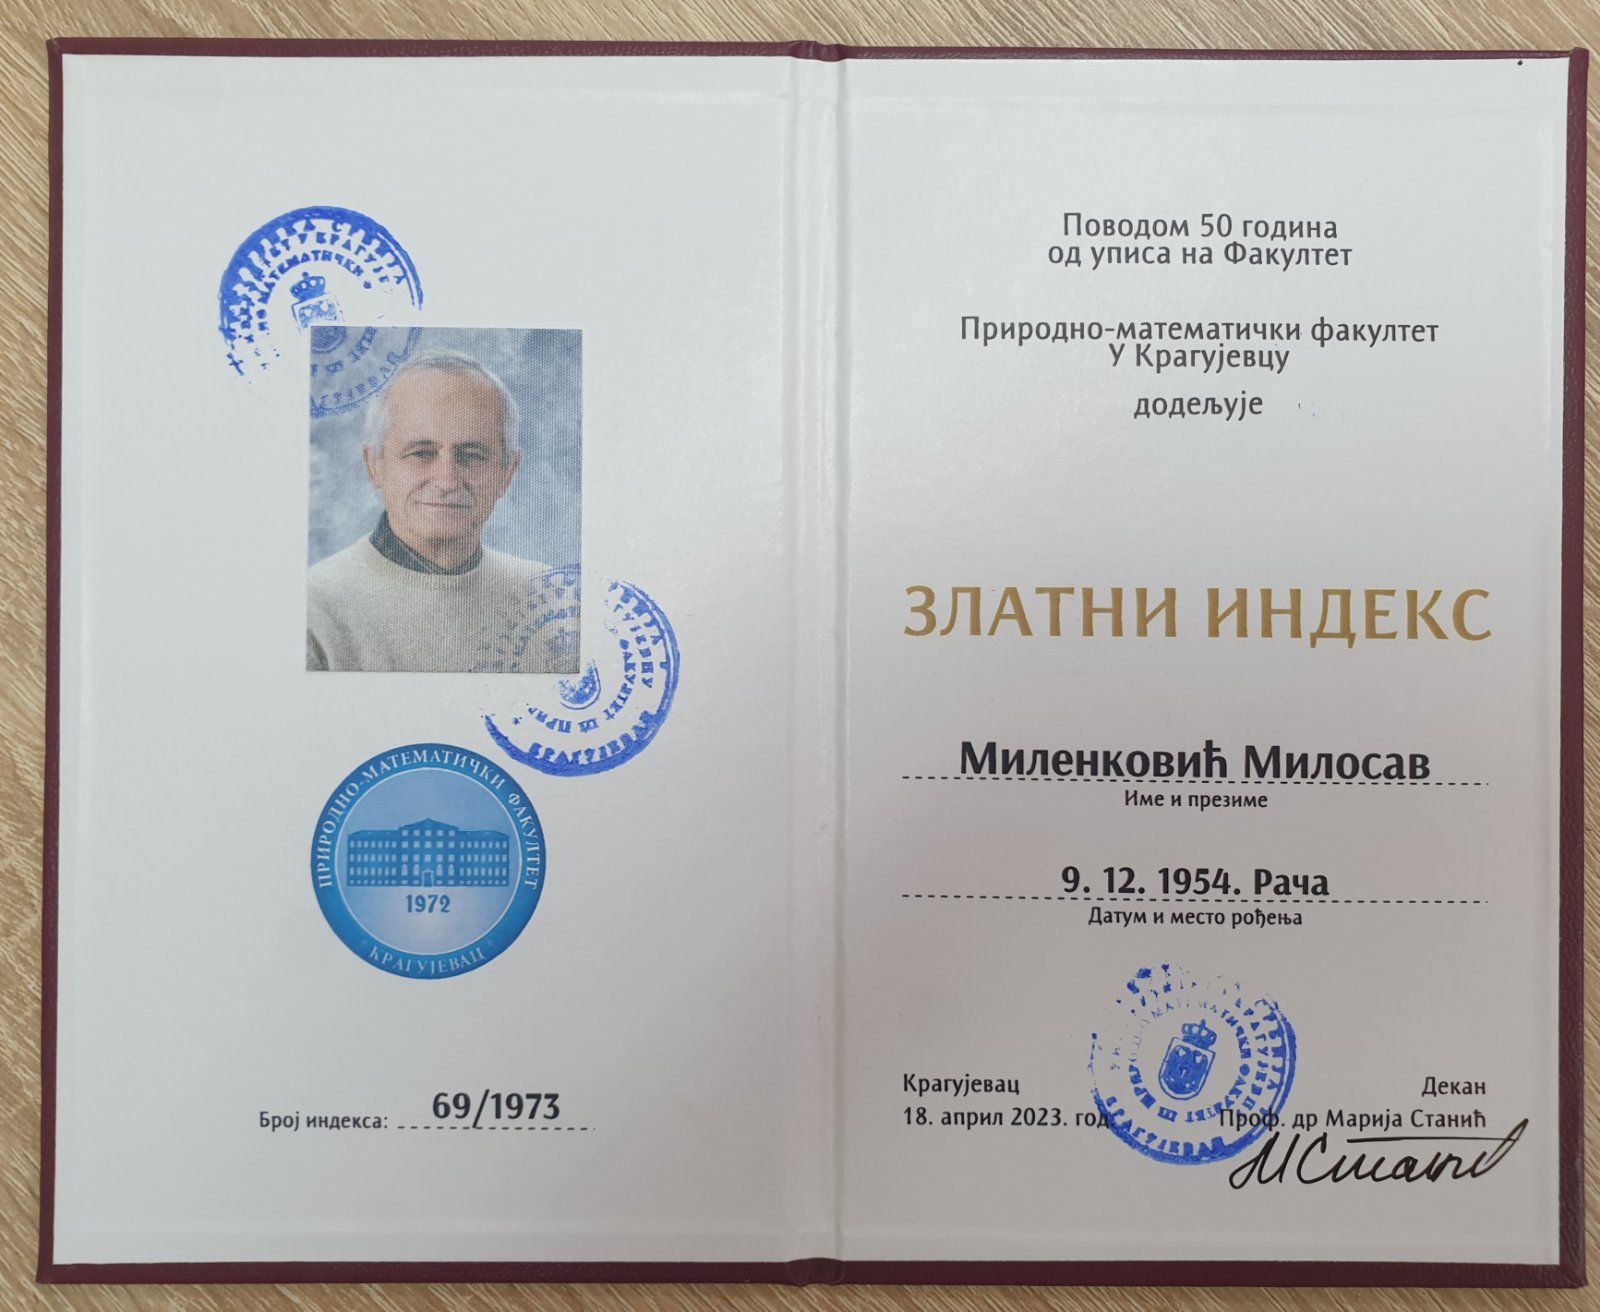 ПРИРОДНО-МАТЕМАТИЧКИ ФАКУЛТЕТ
1972
КРАГУЈЕВАЦ
Број индекса: 69/1973
Поводом 50 година
од уписа на Факултет
Природно-математички факултет
У Крагујевцу
додељује
ЗЛАТНИ ИНДЕКС
Миленковић Милосав
Име и презиме
9. 12. 1954. Рача
Датум и место рођења
Крагујевац
18. април 2023. год.
Декан
Проф. др Марија Станић
МСтанић